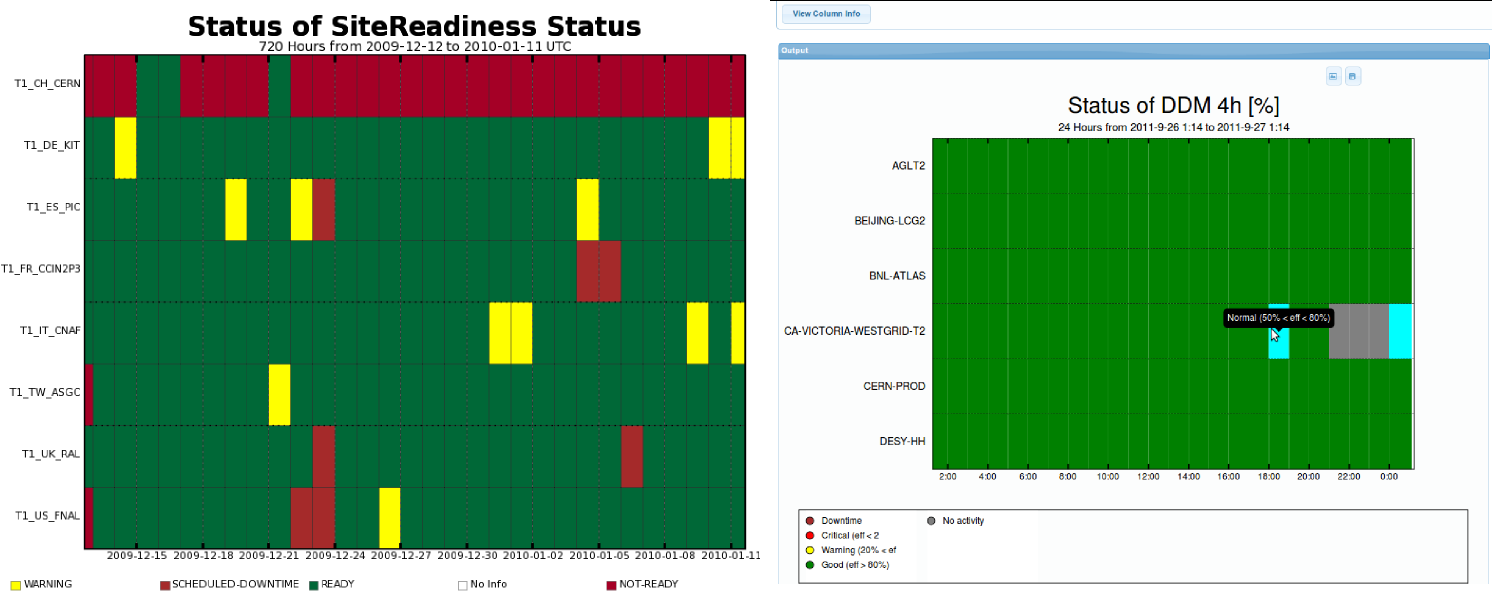 Status of SiteReadiness Status
720 Hours from 2009-12-12 to 2010-01-11 UTC
T1_CH_CERN
T1_DE_KIT
T1_ES_PIC
T1_FR_CCIN2P3
T1_IT_CNAF
T1_TW_ASGC
T1_UK_RAL
T1_US_FNAL
2009-12-15 2009-12-18 2009-12-21 2009-12-24 2009-12-27 2009-12-30 2010-01-02 2010-01-05 2010-01-08 2010-01-11
WARNING SCHEDULED-DOWNTIME READY No Info NOT-READY
View Column Info
Output
Status of DDM 4h [%]
24 Hours from 2011-9-26 1:14 to 2011-9-27 1:14
AGLT2
BEIJING-LCG2
BNL-ATLAS
Normal (50% < eff < 80%)
CA-VICTORIA-WESTGRID-T2
CERN-PROD
DESY-HH
2:00 4:00 6:00 8:00 10:00 12:00 14:00 16:00 18:00 20:00 22:00 0:00
Downtime No activity
Critical (eff < 2
Warning (20% < ef
Good (eff > 80%)